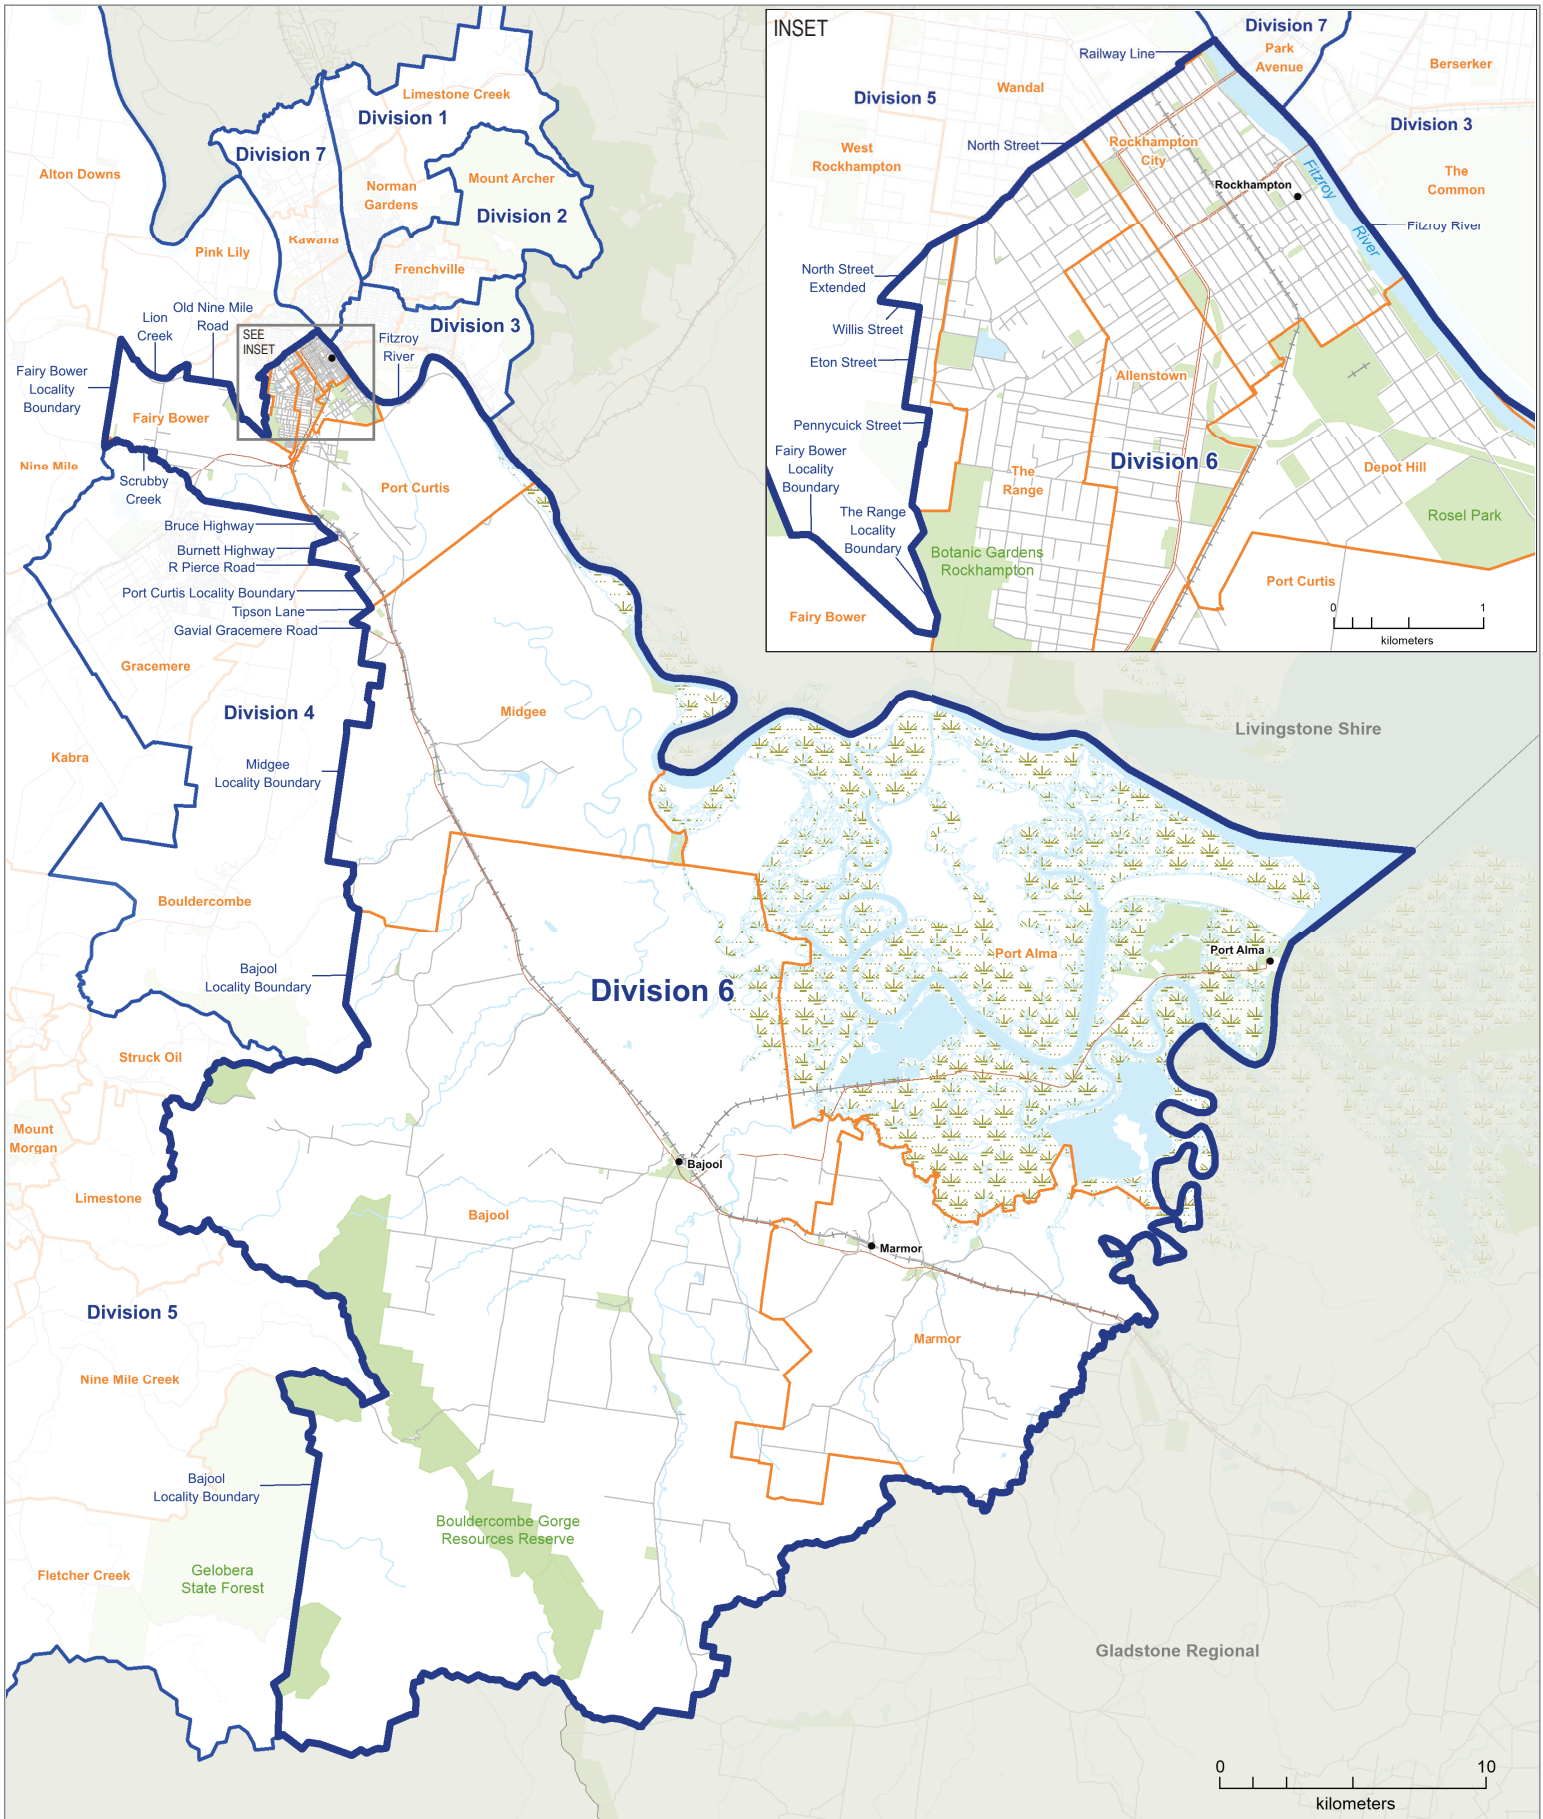 INSET
Division 7
Park
Avenue
Railway Line
Berserker
Wandal
Division 5
Division 3
North Street
Rockhampton
City
West
Rockhampton
The
Common
Rockhampton
Fitzroy
River
Fitzroy River
North Street
Extended
Willis Street
Eton Street
Allenstown
Pennycuick Street
Division 6
Fairy Bower
Locality
Boundary
The
Range
Depot Hill
The Range
Locality
Boundary
Rosel Park
Botanic Gardens
Rockhampton
Port Curtis
Fairy Bower
0 1
kilometers
Limestone Creek
Division 1
Division 7
Alton Downs
Mount Archer
Norman
Gardens
Division 2
Kawana
Pink Lily
Frenchville
Old Nine Mile
Road
Lion
Creek
Division 3
SEE
INSET
Fitzroy
River
Fairy Bower
Locality
Boundary
Fairy Bower
Nine Mile
Scrubby
Creek
Port Curtis
Bruce Highway
Burnett Highway
R Pierce Road
Port Curtis Locality Boundary
Tipson Lane
Gavial Gracemere Road
Gracemere
Division 4
Midgee
Livingstone Shire
Kabra
Midgee
Locality Boundary
Bouldercombe
Port Alma
Port Alma
Bajool
Locality Boundary
Division 6
Struck Oil
Mount
Morgan
Bajool
Limestone
Bajool
Marmor
Division 5
Marmor
Nine Mile Creek
Bajool
Locality Boundary
Bouldercombe Gorge
Resources Reserve
Gelobera
State Forest
Fletcher Creek
Gladstone Regional
0 10
kilometers